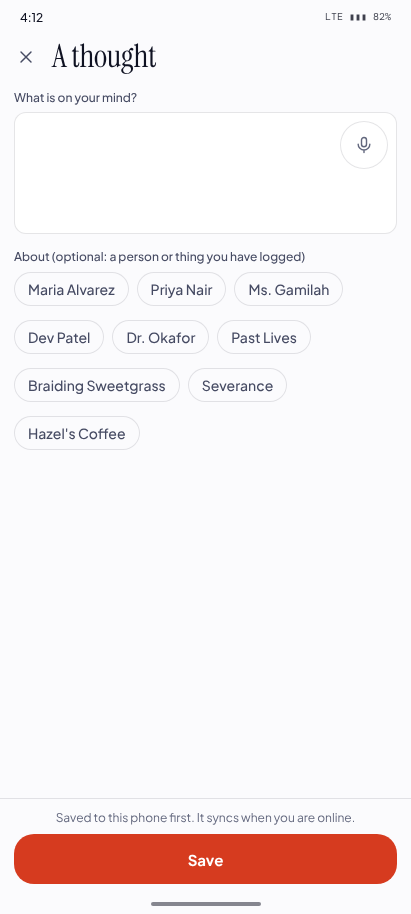 4:12
LTE 82%
A thought
What is on your mind?
About (optional: a person or thing you have logged)
Maria Alvarez Priya Nair Ms. Gamilah
Dev Patel Dr. Okafor Past Lives
Braiding Sweetgrass Severance
Hazel's Coffee
Saved to this phone first. It syncs when you are online.
Save